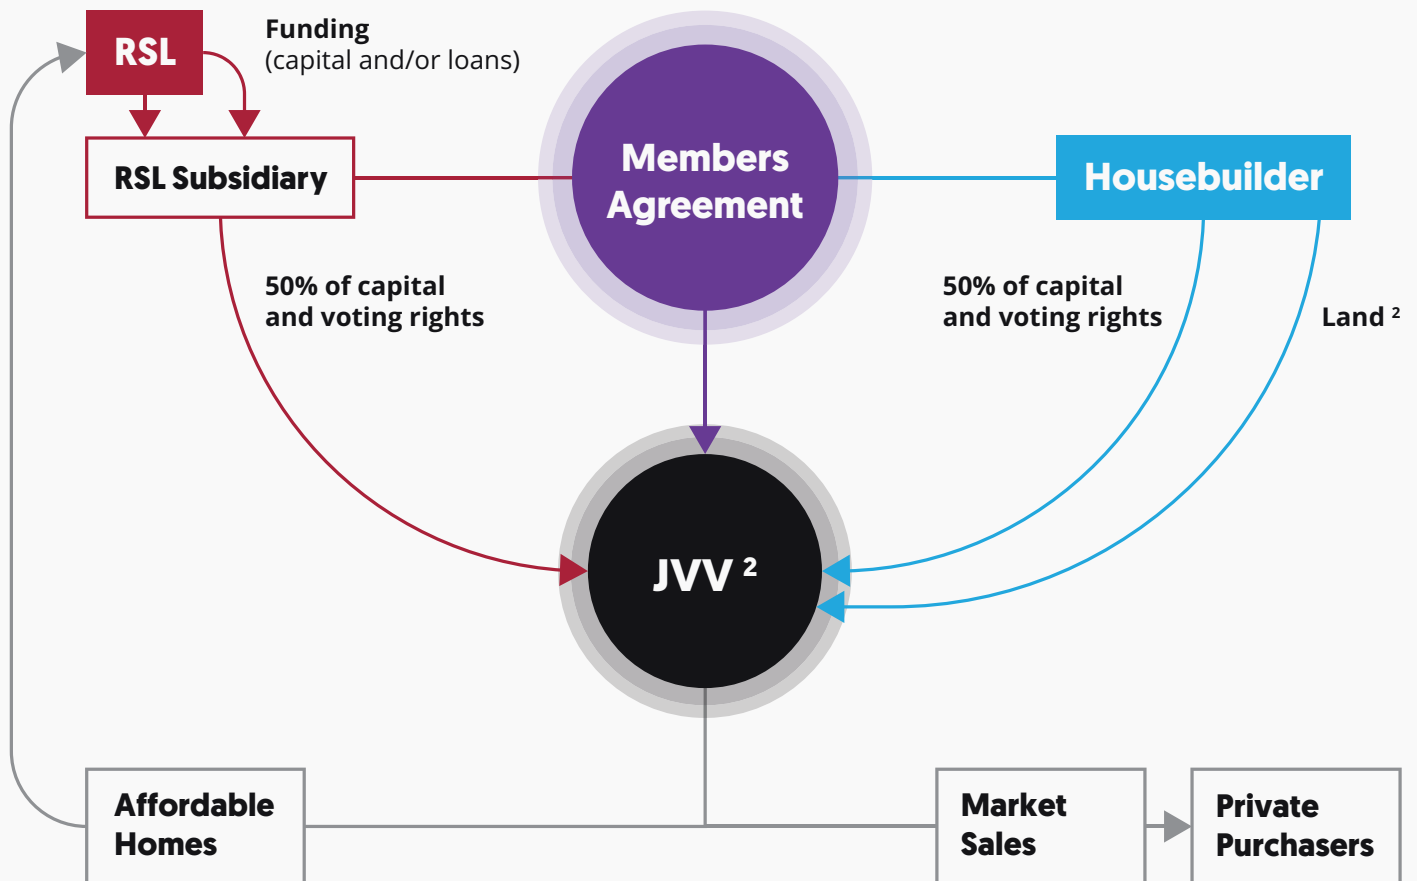 RSL
Funding
(capital and/or loans)
RSL Subsidiary
Members
Agreement
Housebuilder
50% of capital
and voting rights
50% of capital
and voting rights
Land ²
JVV ²
Affordable
Homes
Market
Sales
Private
Purchasers